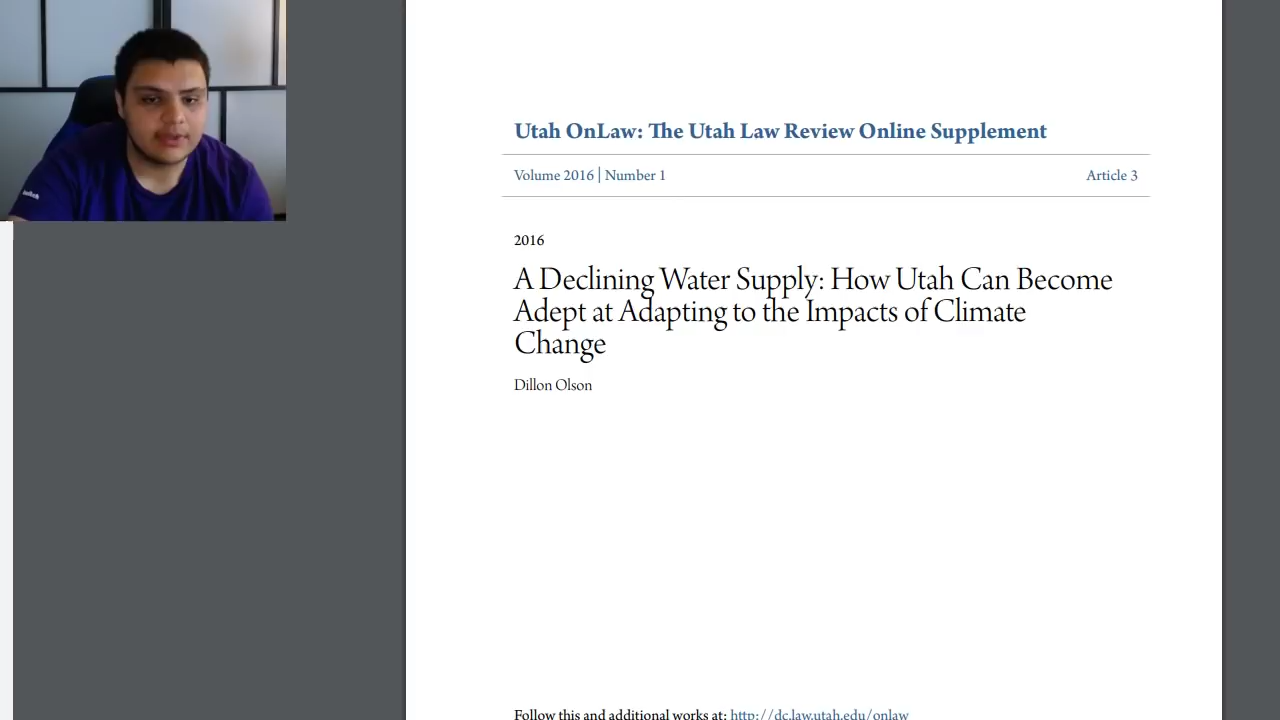 Utah OnLaw: The Utah Law Review Online Supplement
Volume 2016 | Number 1 Article 3
2016
A Declining Water Supply: How Utah Can Become
Adept at Adapting to the Impacts of Climate
Change
Dillon Olson
Follow this and additional works at: http://dc.law.utah.edu/onlaw